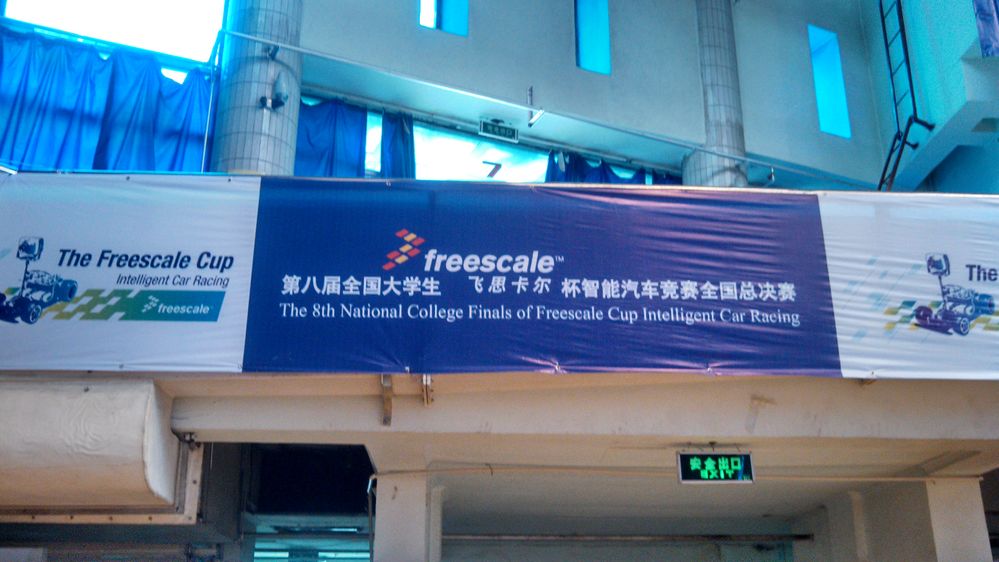 The Freescale Cup
Intelligent Car Racing
freescale
freescale™
第八届全国大学生 飞思卡尔 杯智能汽车竞赛全国总决赛
The 8th National College Finals of Freescale Cup Intelligent Car Racing
The
安全出口
EXIT